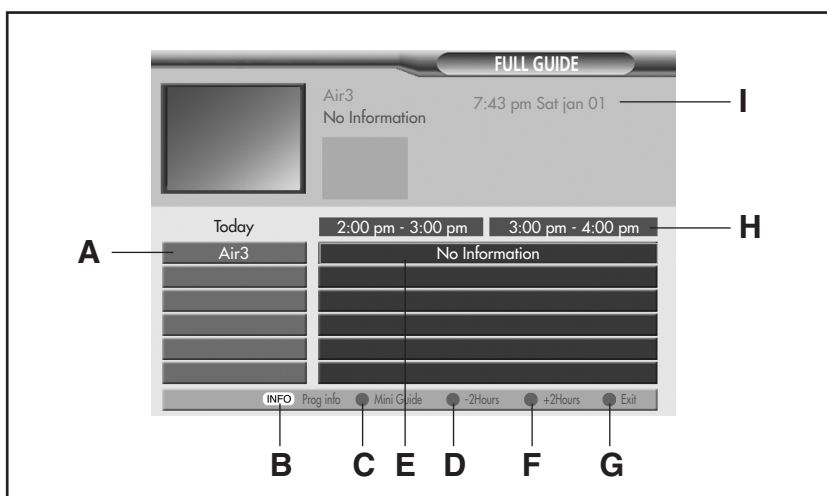 FULL GUIDE
Air3
7:43 pm Sat jan 01
I
No Information
Today
2:00 pm - 3:00 pm
3:00 pm - 4:00 pm
H
A
Air3
No Information
INFO Prog info Mini Guide -2Hours +2Hours Exit
B C E D F G